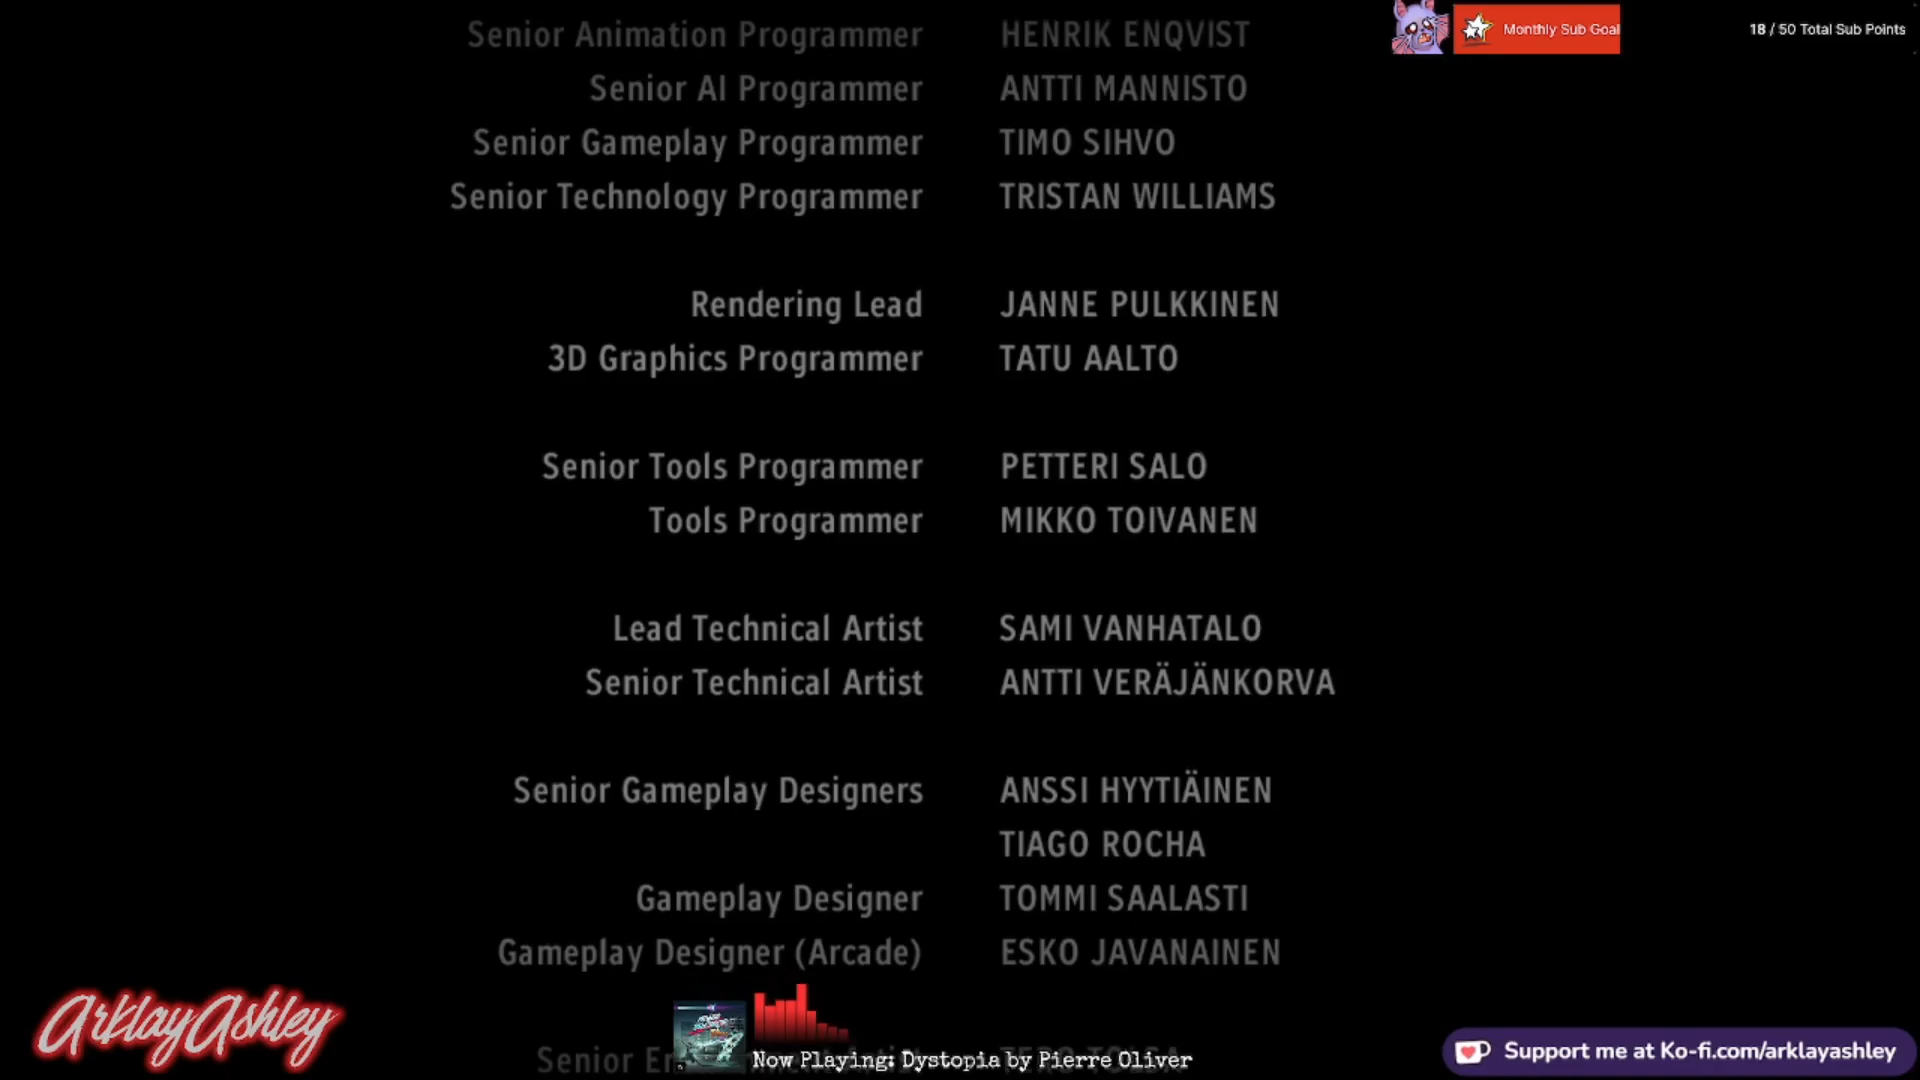 Senior Animation Programmer HENRIK ENQVIST
Monthly Sub Goal 18 / 50 Total Sub Points
Senior AI Programmer ANTTI MANNISTO
Senior Gameplay Programmer TIMO SIHVO
Senior Technology Programmer TRISTAN WILLIAMS
Rendering Lead JANNE PULKKINEN
3D Graphics Programmer TATU AALTO
Senior Tools Programmer PETTERI SALO
Tools Programmer MIKKO TOIVANEN
Lead Technical Artist SAMI VANHATALO
Senior Technical Artist ANTTI VERÄJÄNKORVA
Senior Gameplay Designers ANSSI HYYTIÄINEN
TIAGO ROCHA
Gameplay Designer TOMMI SAALASTI
Gameplay Designer (Arcade) ESKO JAVANAINEN
ArklayAshley
Senior
Now Playing: Dystopia by Pierre Oliver
Support me at Ko-fi.com/arklayashley